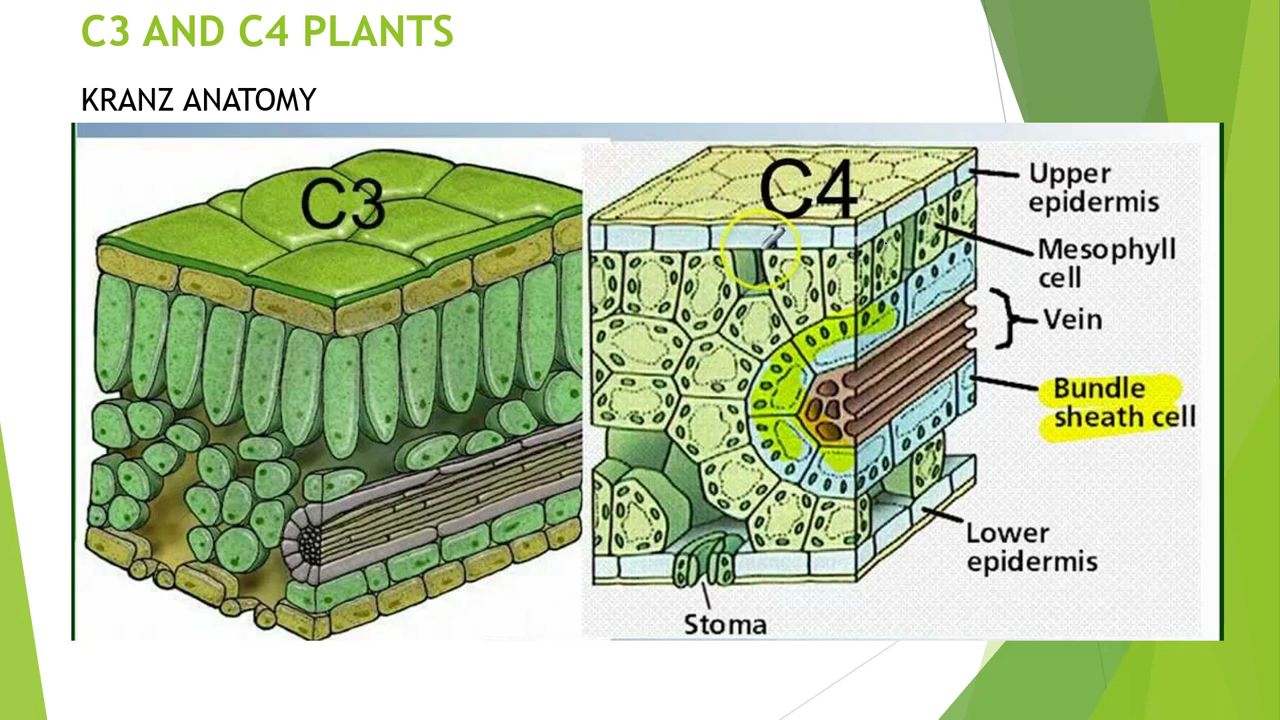 C3 AND C4 PLANTS
KRANZ ANATOMY
C3
C4
Upper
epidermis
Mesophyll
cell
Vein
Bundle
sheath cell
Lower
epidermis
Stoma